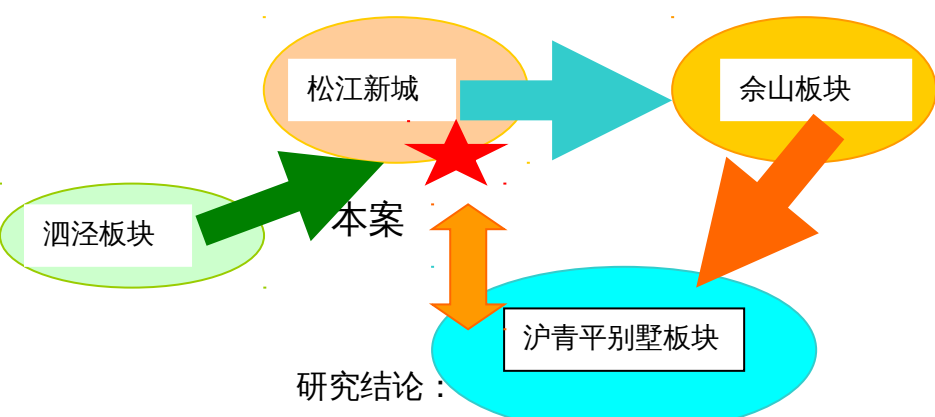 松江新城
佘山板块
泗泾板块
本案
沪青平别墅板块
研究结论：